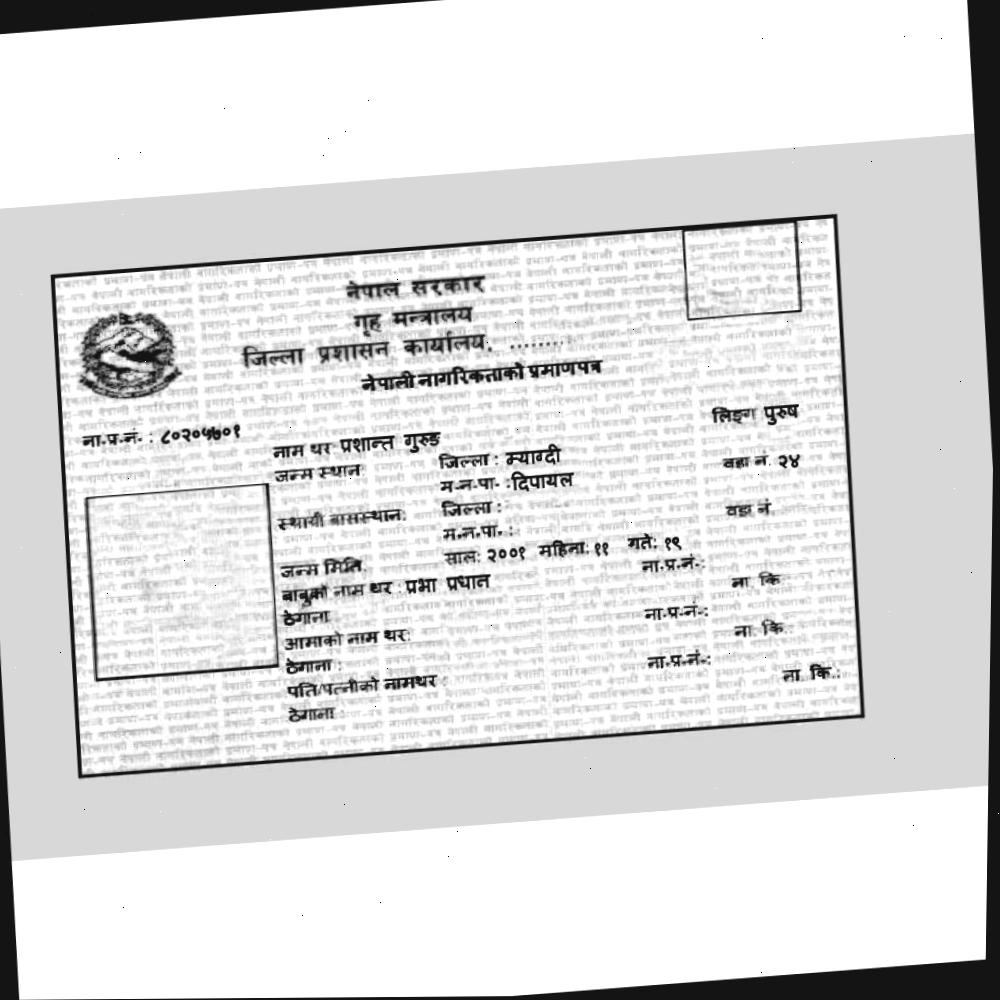 नेपाल सरकार
गृह मन्त्रालय
जिल्ला प्रशासन कार्यालय, .........
नेपाली नागरिकताको प्रमाणपत्र
ना.प्र.नं. : ८०२०५७०१ लिङ्ग पुरुष
नाम थर प्रशान्त गुरुङ
जन्म स्थान: जिल्ला : म्याग्दी वडा नं. २४
म.न.पा. : दिपायल
स्थायी बासस्थान: जिल्ला : वडा नं.
म.न.पा. :
जन्म मिति: साल: २००१ महिना: ११ गते: १९
बाबुको नाम थर : प्रभा प्रधान ना.प्र.नं.:
ठेगाना ना. कि.
आमाको नाम थर: ना.प्र.नं.:
ठेगाना : ना. कि.:
पति/पत्नीको नामथर : ना.प्र.नं.:
ठेगाना : ना. कि.: